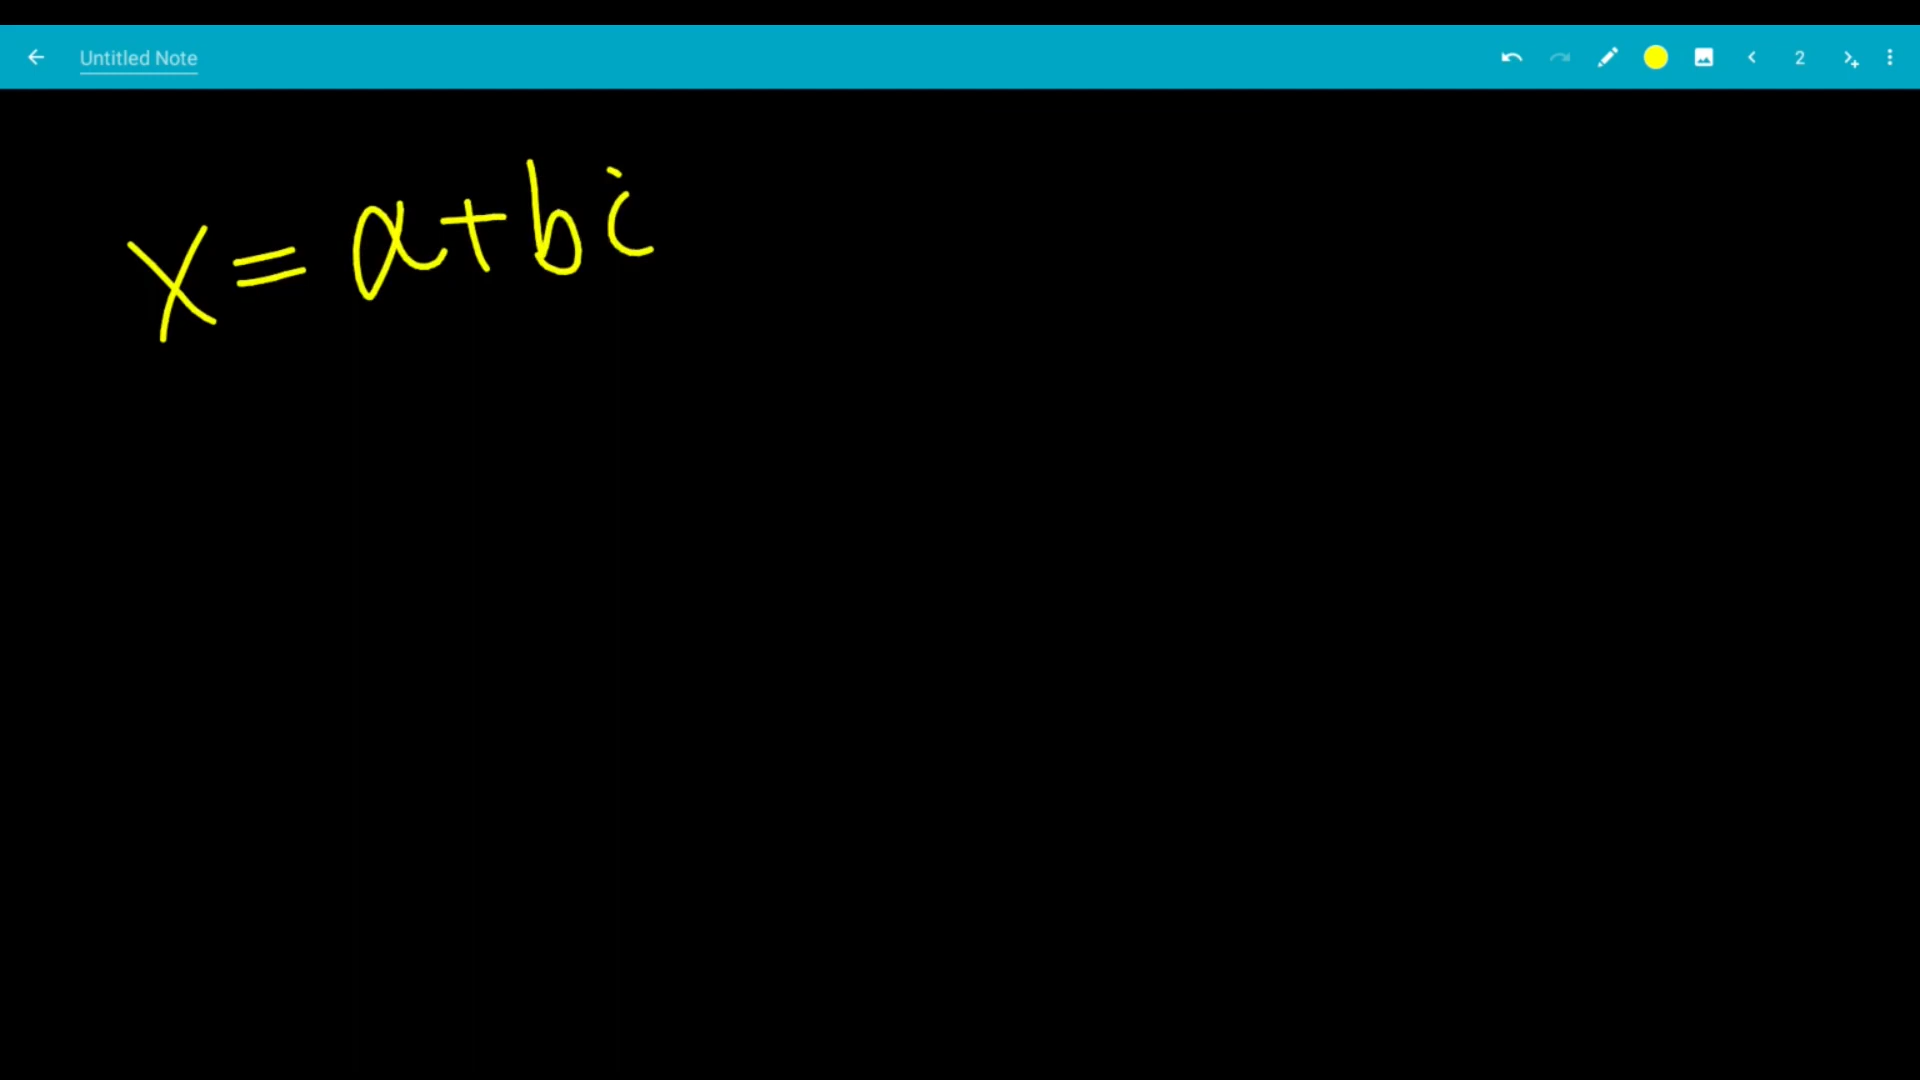 Untitled Note
2
x = a + bi